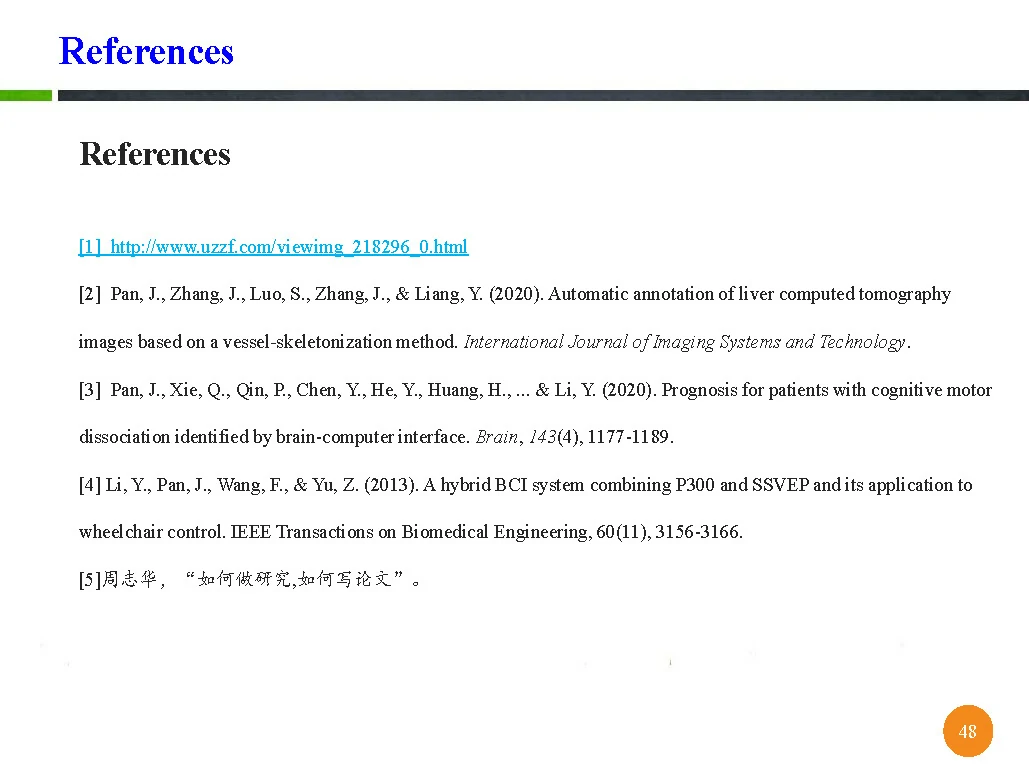 References
References
[1] http://www.uzzf.com/viewimg_218296_0.html
[2] Pan, J., Zhang, J., Luo, S., Zhang, J., & Liang, Y. (2020). Automatic annotation of liver computed tomography
images based on a vessel-skeletonization method. International Journal of Imaging Systems and Technology.
[3] Pan, J., Xie, Q., Qin, P., Chen, Y., He, Y., Huang, H., ... & Li, Y. (2020). Prognosis for patients with cognitive motor
dissociation identified by brain-computer interface. Brain, 143(4), 1177-1189.
[4] Li, Y., Pan, J., Wang, F., & Yu, Z. (2013). A hybrid BCI system combining P300 and SSVEP and its application to
wheelchair control. IEEE Transactions on Biomedical Engineering, 60(11), 3156-3166.
[5]周志华，“如何做研究,如何写论文”。
48